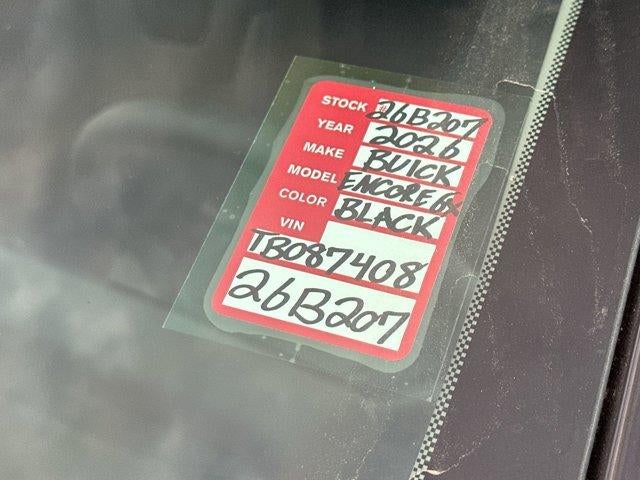 STOCK #26B207
YEAR 2026
MAKE BUICK
MODEL ENCORE GX
COLOR BLACK
VIN
TB087408
26B207